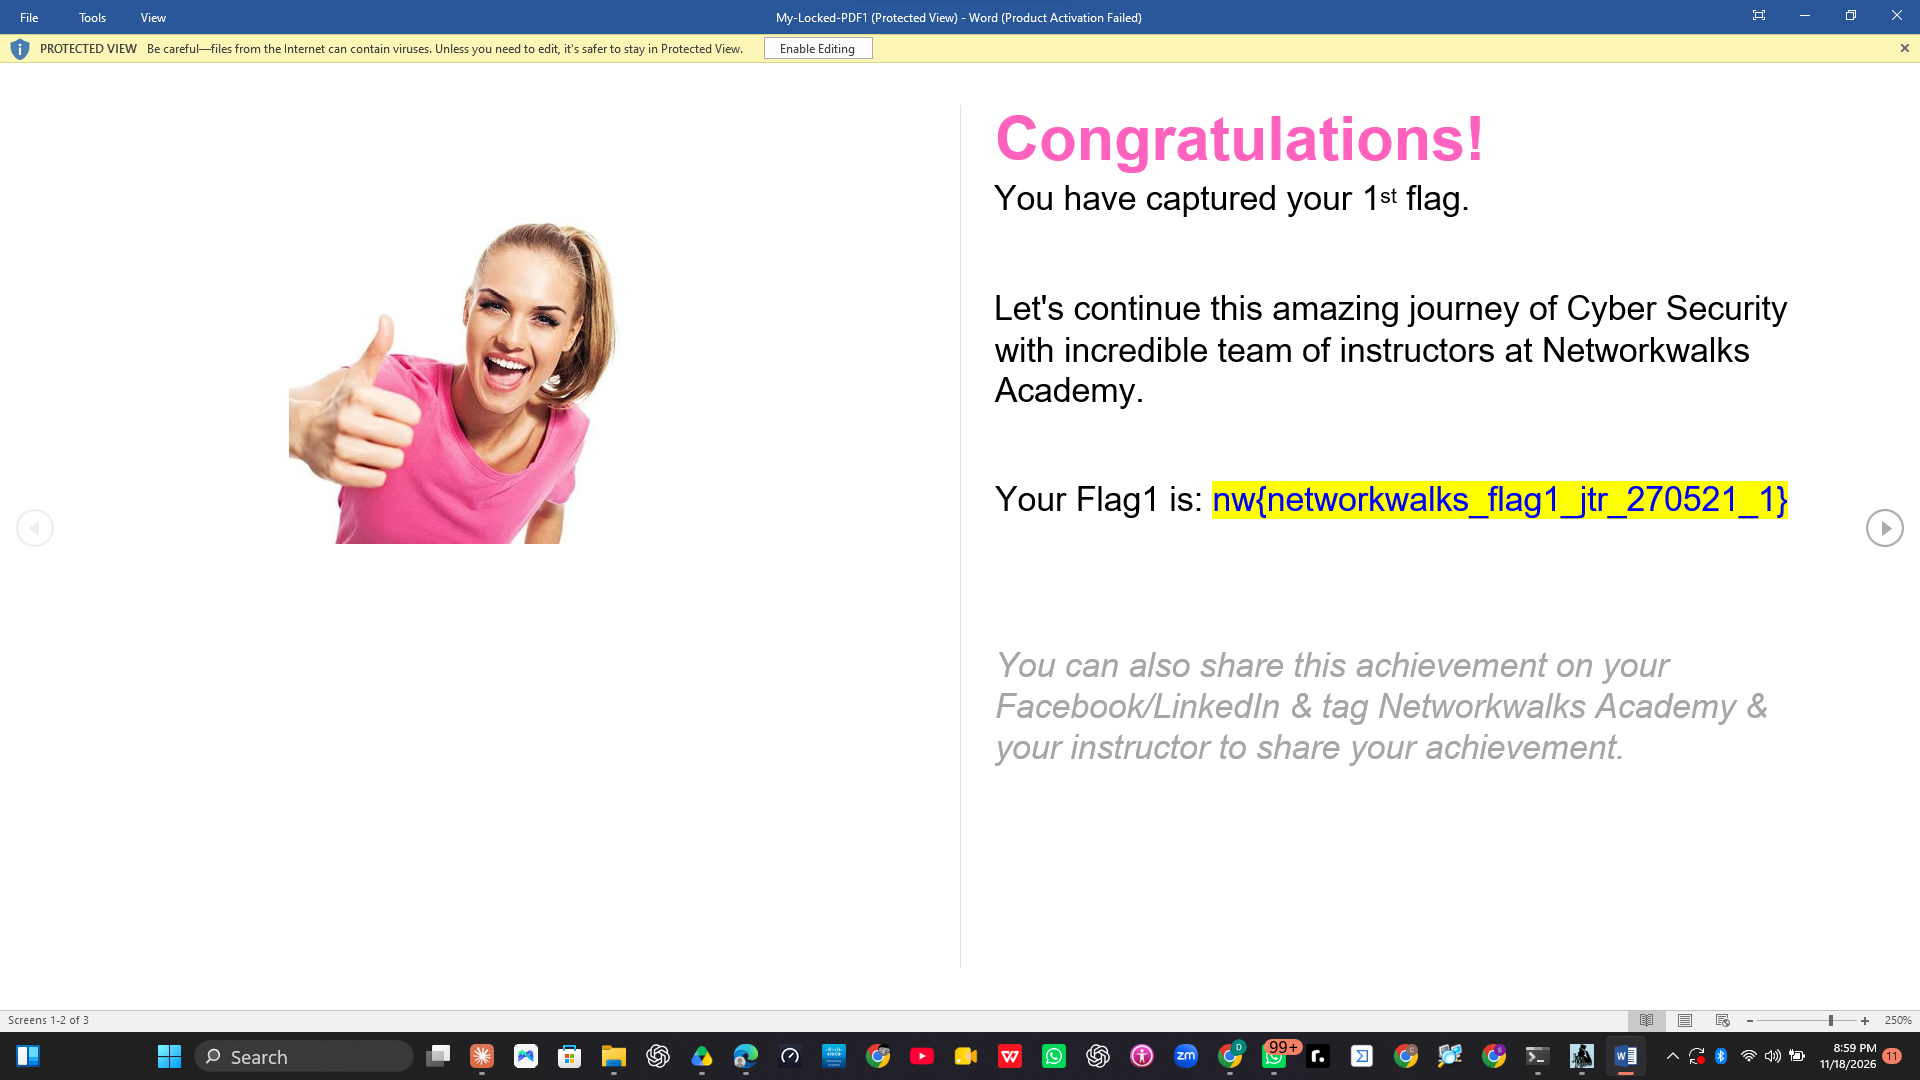 File Tools View My-Locked-PDF1 (Protected View) - Word (Product Activation Failed)
PROTECTED VIEW Be careful—files from the Internet can contain viruses. Unless you need to edit, it's safer to stay in Protected View. Enable Editing
Congratulations!
You have captured your 1st flag.
Let's continue this amazing journey of Cyber Security
with incredible team of instructors at Networkwalks
Academy.
Your Flag1 is: nw{networkwalks_flag1_jtr_270521_1}
You can also share this achievement on your
Facebook/LinkedIn & tag Networkwalks Academy &
your instructor to share your achievement.
Screens 1-2 of 3 250%
Search zm D 99+ r. C S 8:59 PM 11
11/18/2026